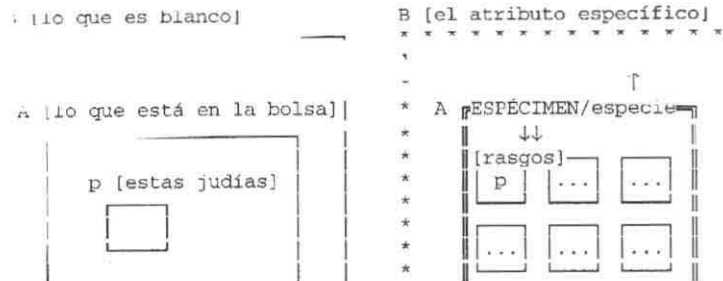 [lo que es blanco]
A [lo que está en la bolsa]
p [estas judías]
B [el atributo específico]
A ESPÉCIMEN/especie
↓↓
[rasgos]
p ... ...
... ... ...